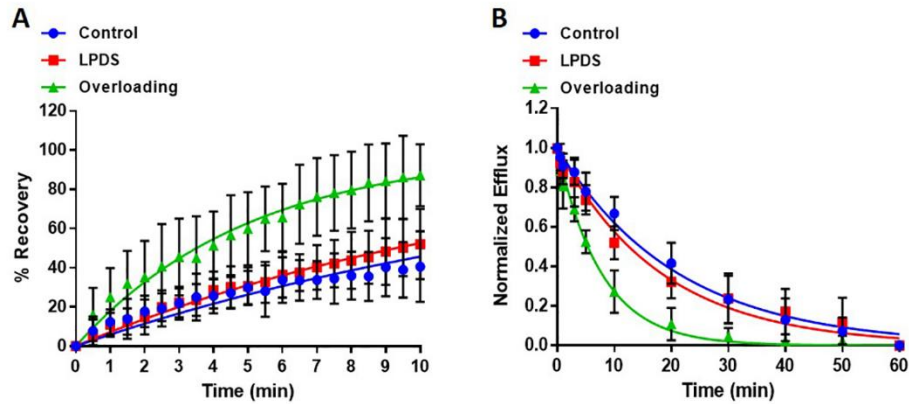 A
Control
LPDS
Overloading
120
100
80
60
40
20
0
% Recovery
0 1 2 3 4 5 6 7 8 9 10
Time (min)
B
Control
LPDS
Overloading
1.2
1.0
0.8
0.6
0.4
0.2
0.0
Normalized Efflux
0 10 20 30 40 50 60
Time (min)